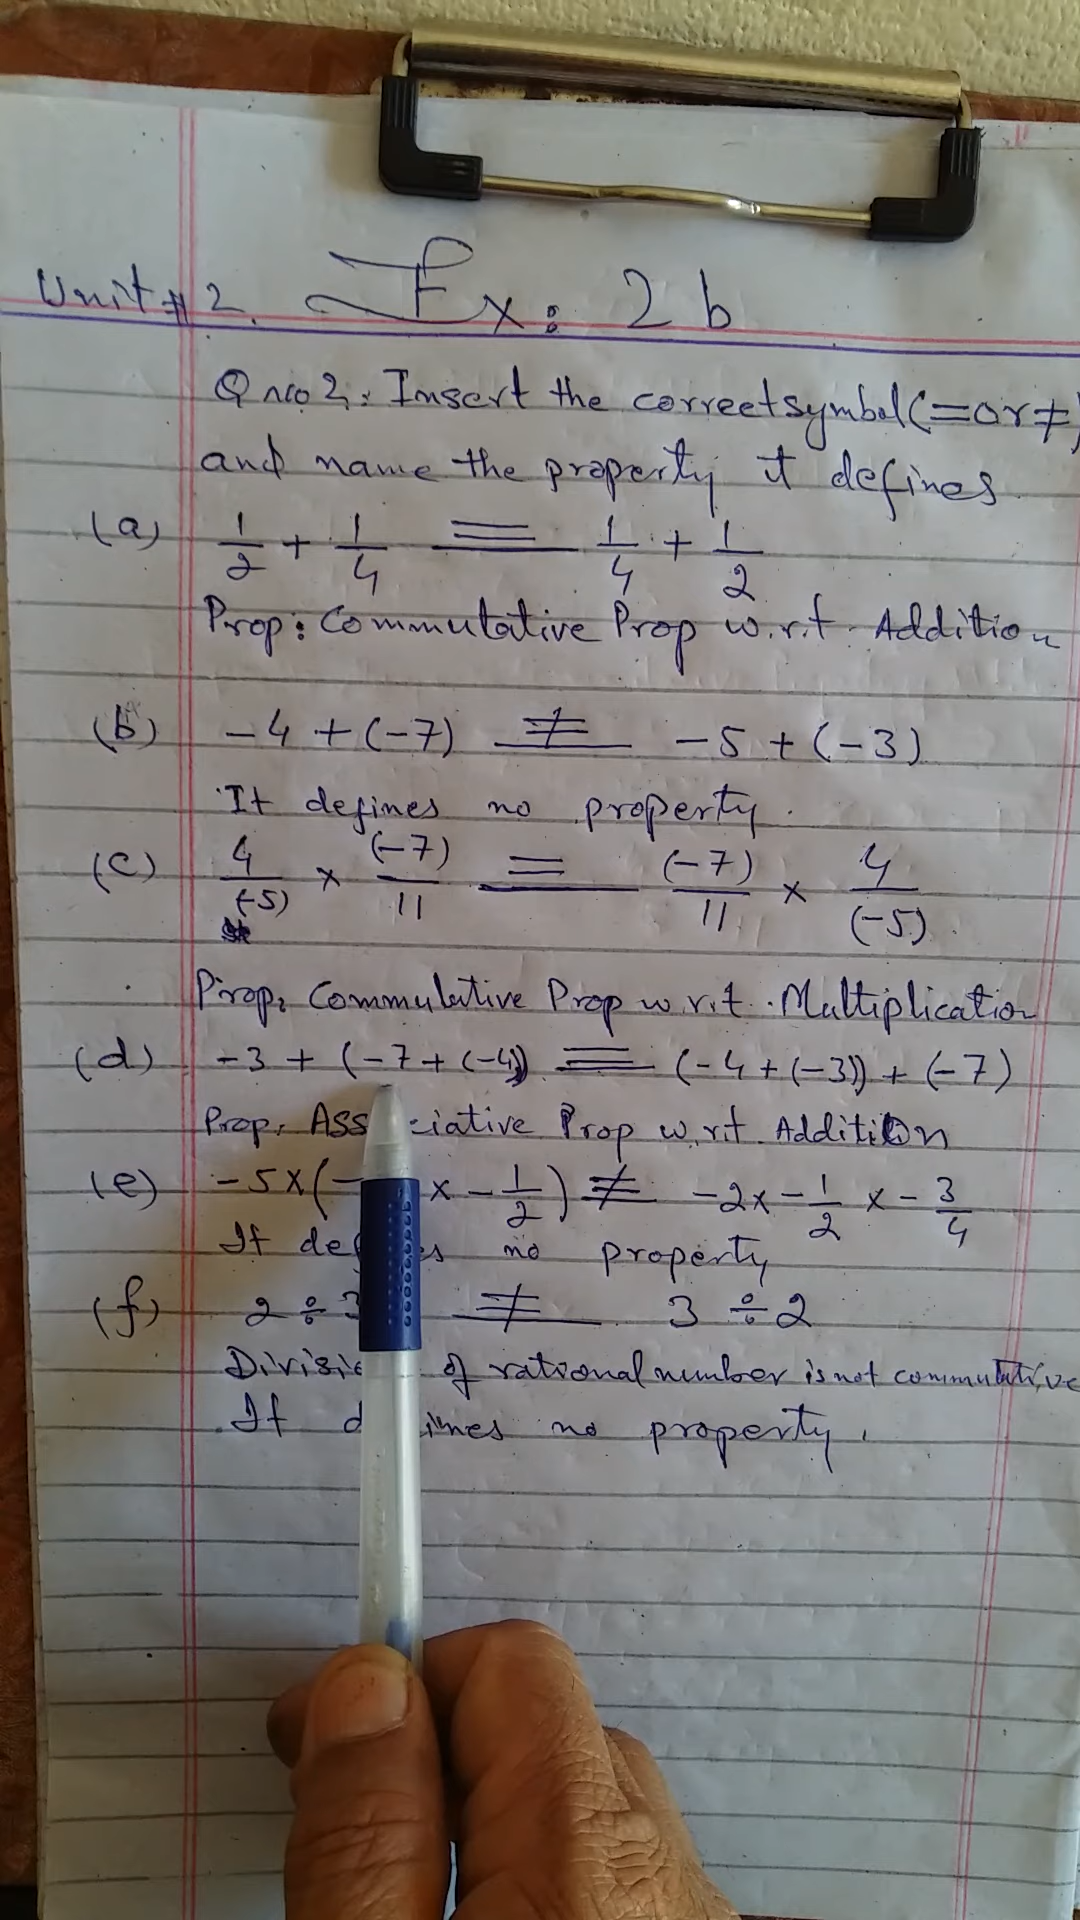 Unit # 2. Ex: 2 b
Q no 2: Insert the correct symbol (= or ≠)
and name the property it defines
(a) 1/2 + 1/4 = 1/4 + 1/2
Prop: Commutative Prop w.r.t. Addition
(b) -4 + (-7) ≠ -5 + (-3)
It defines no property.
(c) 4/(-5) × (-7)/11 = (-7)/11 × 4/(-5)
Prop: Commutative Prop w.r.t. Multiplication
(d) -3 + (-7 + (-4)) = (-4 + (-3)) + (-7)
Prop: Ass ciative Prop w.r.t. Addition
(e) -5 × (- × -1/2) ≠ -2 × -1/2 × -3/4
It de s no property
(f) 2 ÷ 3 ≠ 3 ÷ 2
Divisi of rational number is not commutative
It d ines no property.